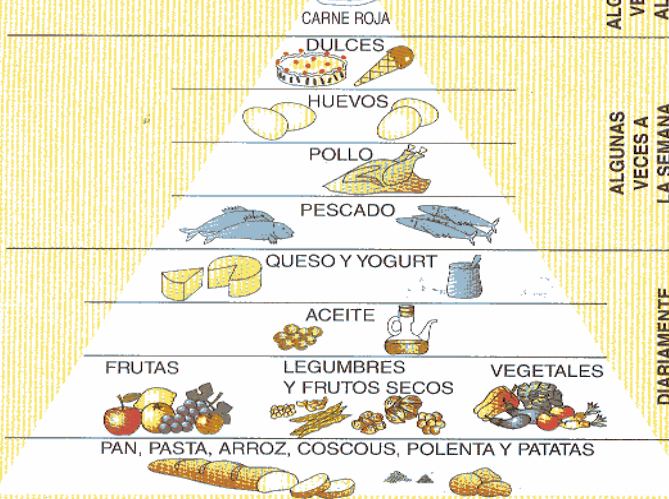 CARNE ROJA
DULCES
HUEVOS
POLLO
PESCADO
QUESO Y YOGURT
ACEITE
FRUTAS
LEGUMBRES
Y FRUTOS SECOS
VEGETALES
PAN, PASTA, ARROZ, COSCOUS, POLENTA Y PATATAS
ALGUNAS
VECES A
LA SEMANA
DIARIAMENTE